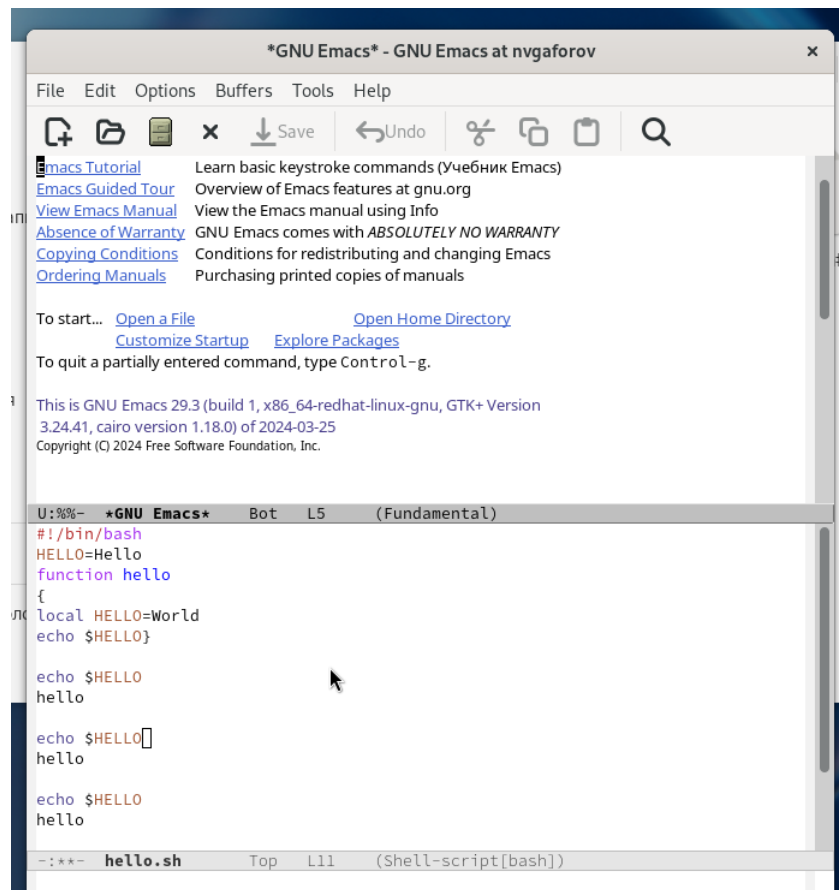 *GNU Emacs* - GNU Emacs at nvgaforov ×
File Edit Options Buffers Tools Help
Save Undo
Emacs Tutorial Learn basic keystroke commands (Учебник Emacs)
Emacs Guided Tour Overview of Emacs features at gnu.org
View Emacs Manual View the Emacs manual using Info
Absence of Warranty GNU Emacs comes with ABSOLUTELY NO WARRANTY
Copying Conditions Conditions for redistributing and changing Emacs
Ordering Manuals Purchasing printed copies of manuals
To start... Open a File Open Home Directory
Customize Startup Explore Packages
To quit a partially entered command, type Control-g.
This is GNU Emacs 29.3 (build 1, x86_64-redhat-linux-gnu, GTK+ Version
3.24.41, cairo version 1.18.0) of 2024-03-25
Copyright (C) 2024 Free Software Foundation, Inc.
U:%%- *GNU Emacs* Bot L5 (Fundamental)
#!/bin/bash
HELLO=Hello
function hello
{
local HELLO=World
echo $HELLO}
echo $HELLO
hello
echo $HELLO
hello
echo $HELLO
hello
-:**- hello.sh Top L11 (Shell-script[bash])